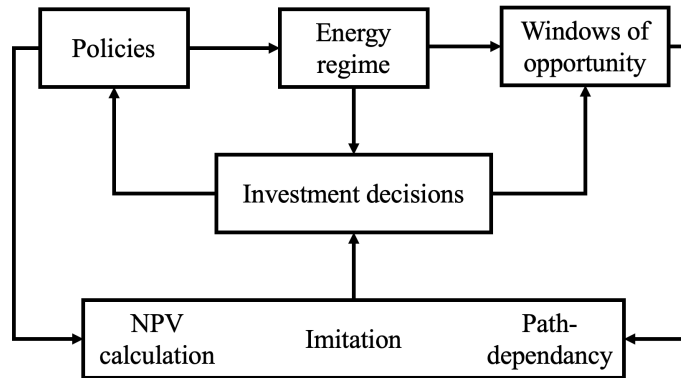 Policies
Energy
regime
Windows of
opportunity
Investment decisions
NPV
calculation
Imitation
Path-
dependancy